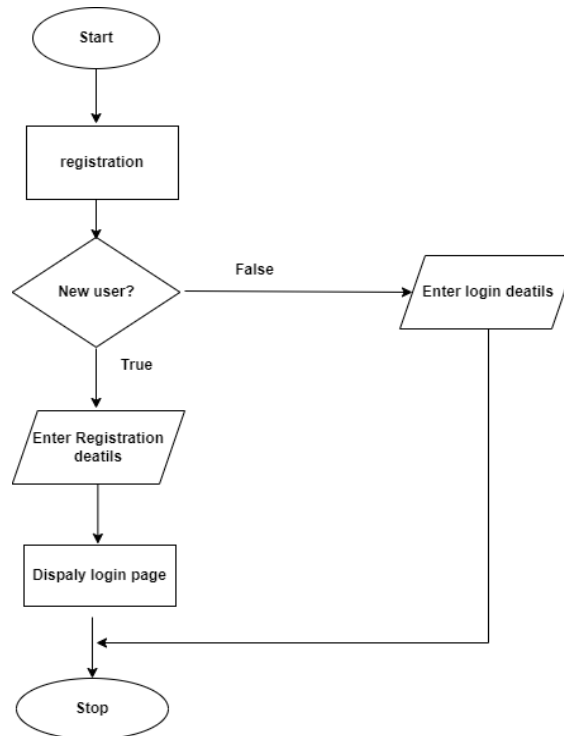 Start
registration
New user?
False
Enter login deatils
True
Enter Registration
deatils
Dispaly login page
Stop